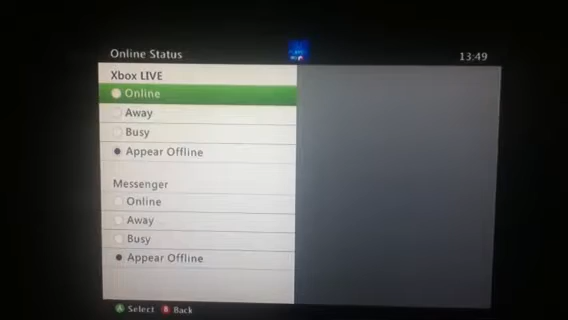 Online Status
13:49
Xbox LIVE
Online
Away
Busy
Appear Offline
Messenger
Online
Away
Busy
Appear Offline
A Select B Back